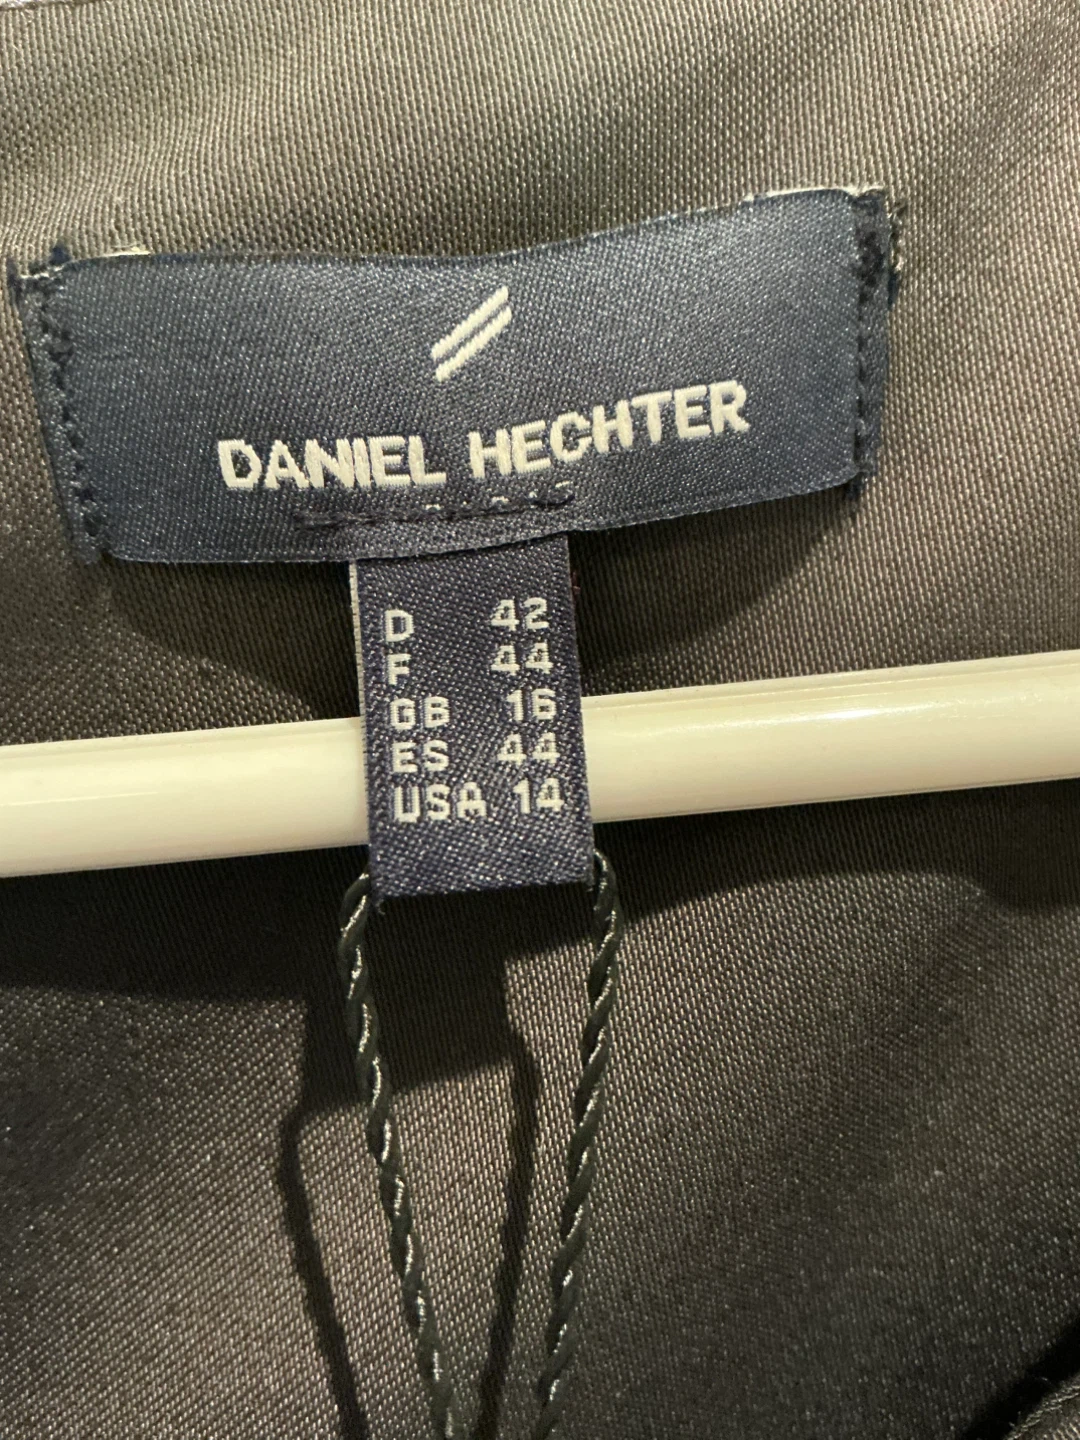 DANIEL HECHTER
D 42
F 44
GB 16
ES 44
USA 14